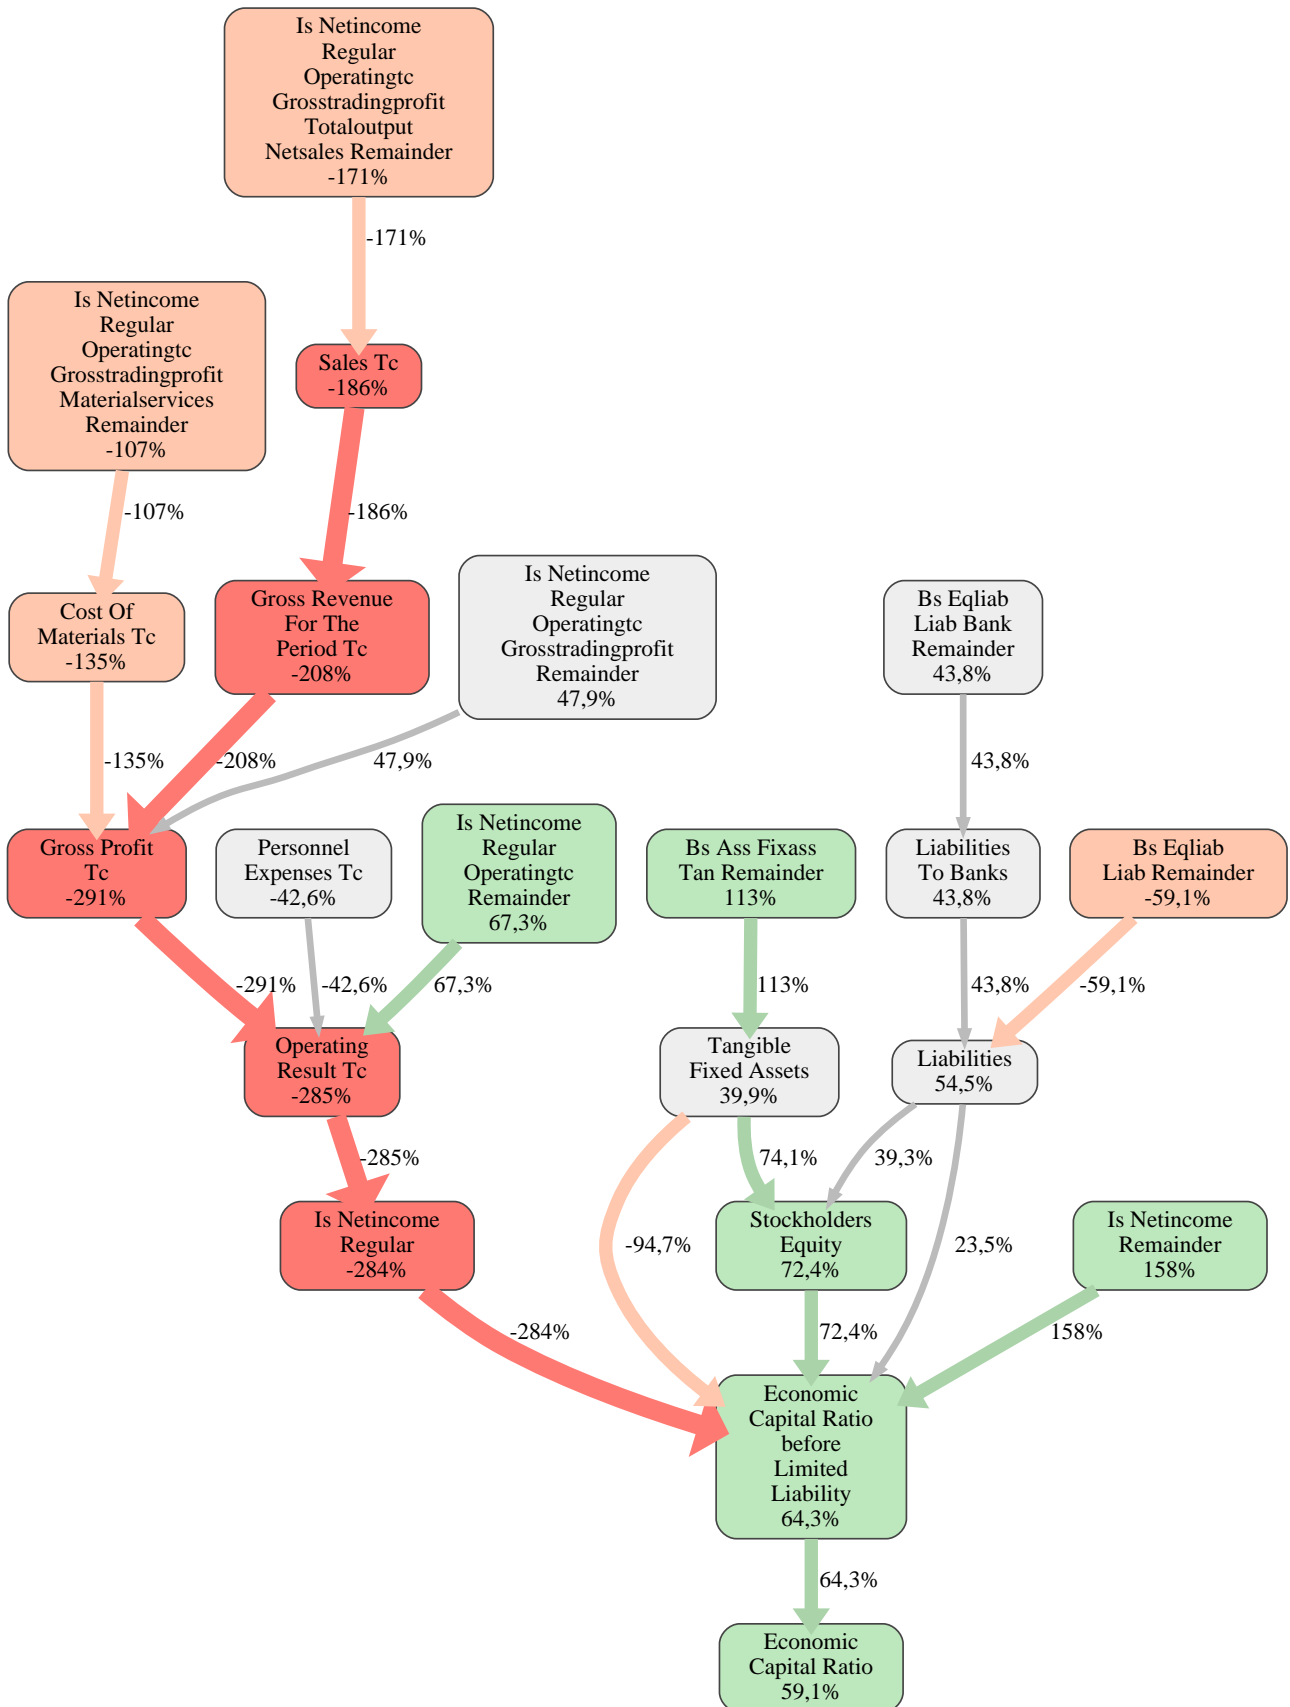 Is Netincome
Regular
Operatingtc
Grosstradingprofit
Totaloutput
Netsales Remainder
-171%
-171%
Is Netincome
Regular
Operatingtc
Grosstradingprofit
Materialservices
Remainder
-107%
Sales Tc
-186%
-107%
-186%
Cost Of
Materials Tc
-135%
Gross Revenue
For The
Period Tc
-208%
Is Netincome
Regular
Operatingtc
Grosstradingprofit
Remainder
47,9%
Bs Eqliab
Liab Bank
Remainder
43,8%
-135%
-208%
47,9%
43,8%
Gross Profit
Tc
-291%
Personnel
Expenses Tc
-42,6%
Is Netincome
Regular
Operatingtc
Remainder
67,3%
Bs Ass Fixass
Tan Remainder
113%
Liabilities
To Banks
43,8%
Bs Eqliab
Liab Remainder
-59,1%
-291%
-42,6%
67,3%
113%
43,8%
-59,1%
Operating
Result Tc
-285%
Tangible
Fixed Assets
39,9%
Liabilities
54,5%
-285%
74,1%
39,3%
Is Netincome
Regular
-284%
-94,7%
Stockholders
Equity
72,4%
23,5%
Is Netincome
Remainder
158%
-284%
72,4%
158%
Economic
Capital Ratio
before
Limited
Liability
64,3%
64,3%
Economic
Capital Ratio
59,1%